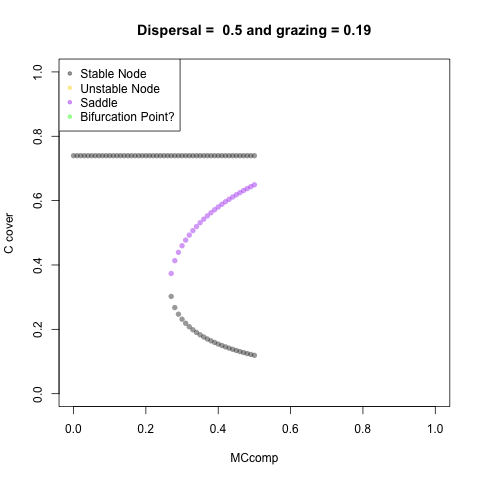 Dispersal =  0.5 and grazing = 0.19
Stable Node
Unstable Node
Saddle
Bifurcation Point?
1.0
0.8
0.6
0.4
0.2
0.0
C cover
0.0 0.2 0.4 0.6 0.8 1.0
MCcomp